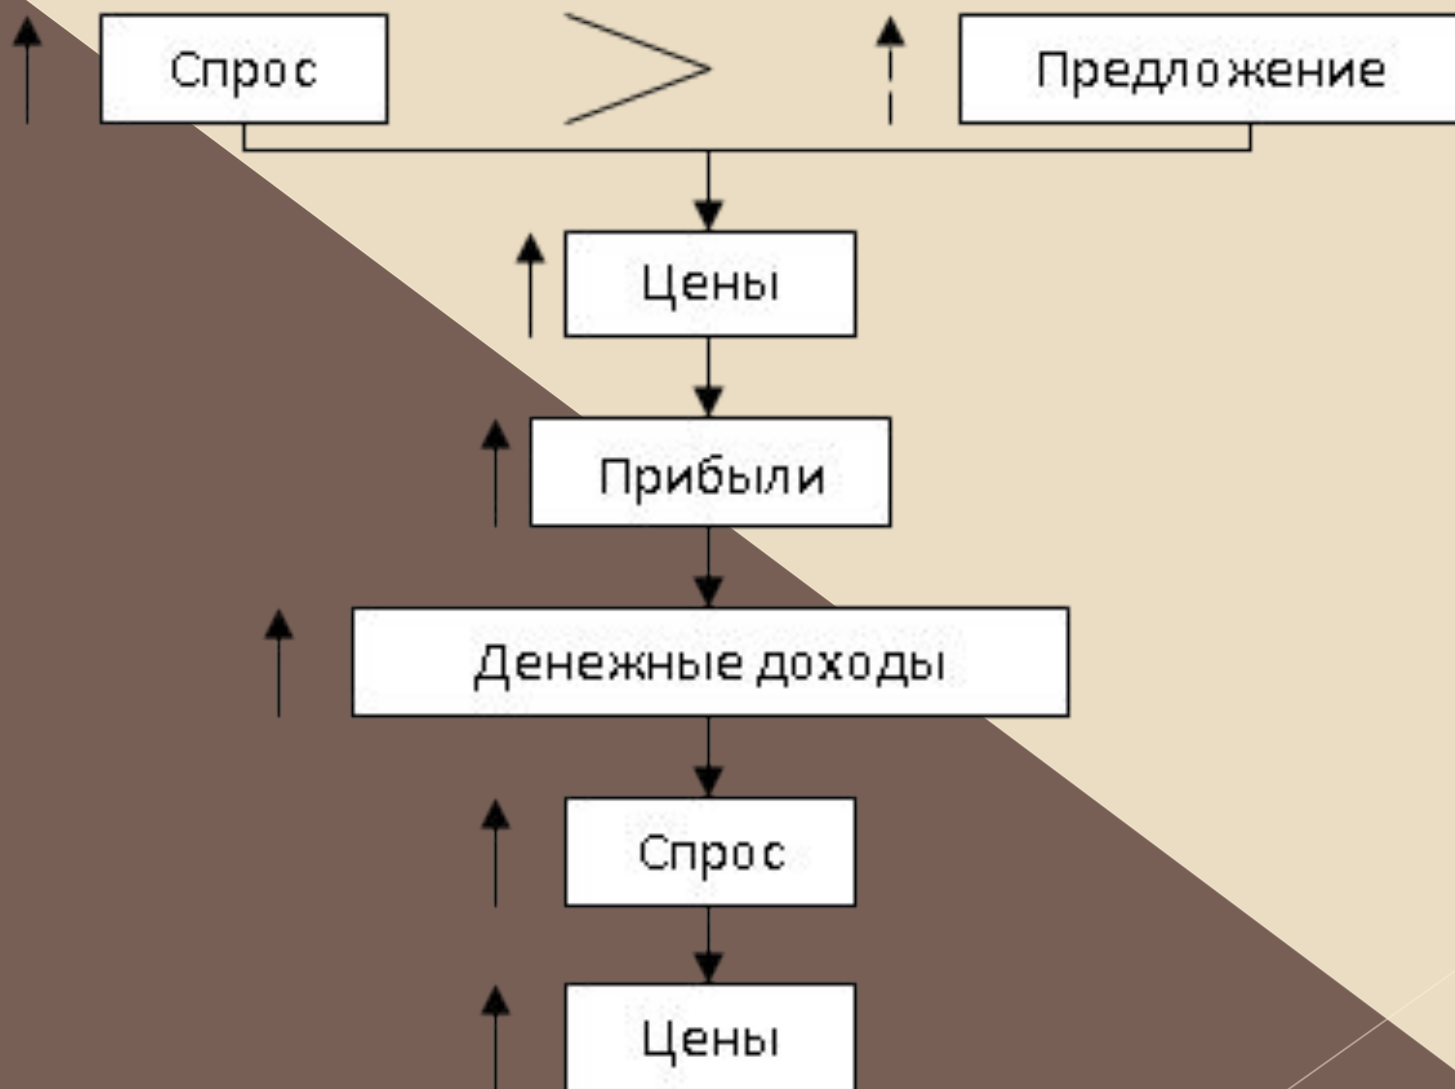 Спрос > Предложение
Цены
Прибыли
Денежные доходы
Спрос
Цены